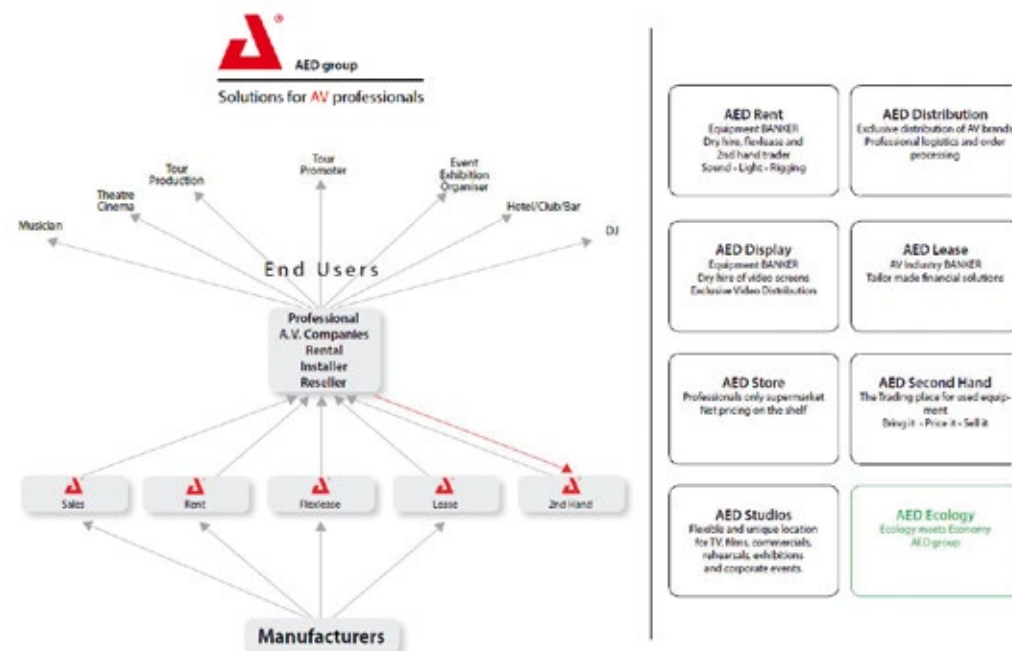 ®
AED group
Solutions for AV professionals
Tour
Promoter
Event
Exhibition
Organiser
Tour
Production
Theatre
Cinema
Hotel/Club/Bar
Musician
DJ
End Users
Professional
A.V. Companies
Rental
Installer
Reseller
Sales
Rent
Flexlease
Lease
2nd Hand
Manufacturers
AED Rent
Equipment BANKER
Dry hire, flexlease and
2nd hand trader
Sound - Light - Rigging
AED Distribution
Exclusive distribution of AV brands
Professional logistics and order
processing
AED Display
Equipment BANKER
Dry hire of video screens
Exclusive Video Distribution
AED Lease
AV Industry BANKER
Tailor made financial solutions
AED Store
Professionals only supermarket
Net pricing on the shelf
AED Second Hand
The Trading place for used equip-
ment
Bring it - Price it - Sell it
AED Studios
Flexible and unique location
for TV, films, commercials,
rehearsals, exhibitions
and corporate events.
AED Ecology
Ecology meets Economy
AED group